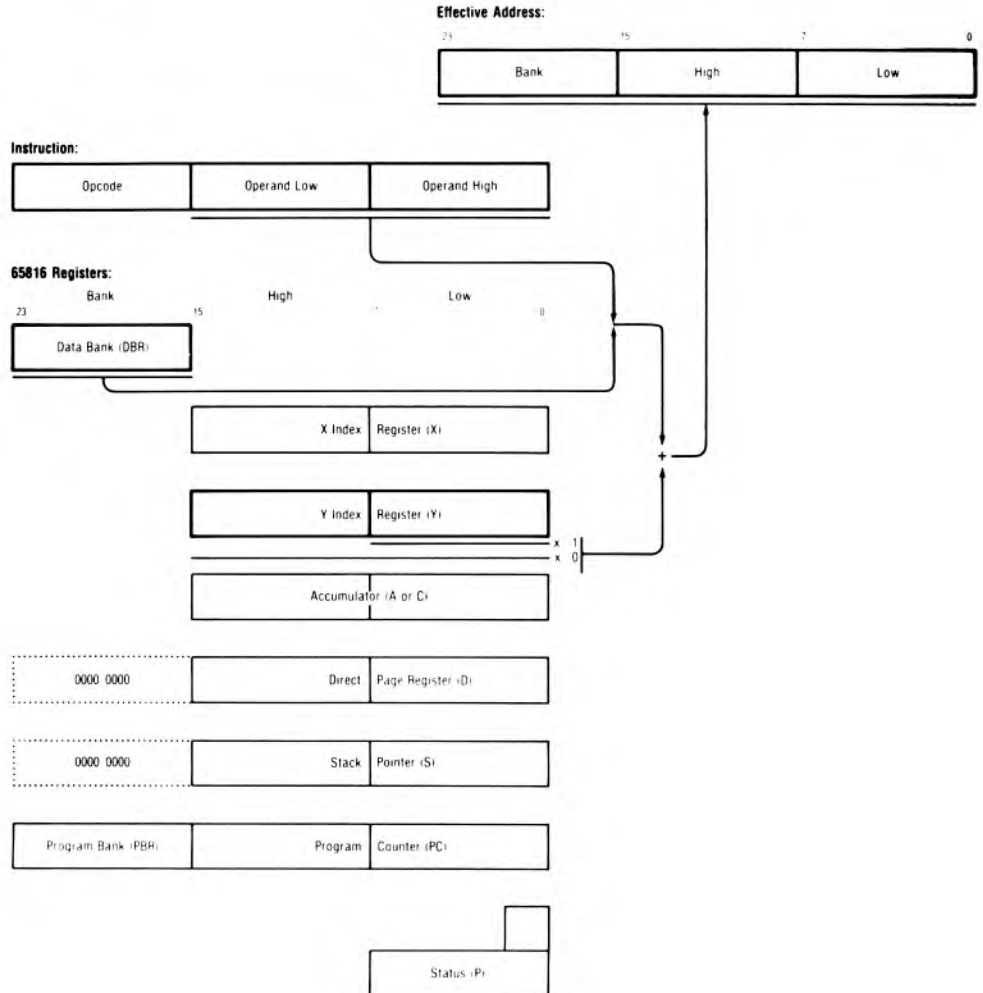 Effective Address:
23 15 7 0
Bank High Low
Instruction:
Opcode Operand Low Operand High
65816 Registers:
Bank High Low
23 15 0
Data Bank (DBR)
X Index Register (X)
+
Y Index Register (Y)
x 1
x 0
Accumulator (A or C)
0000 0000 Direct Page Register (D)
0000 0000 Stack Pointer (S)
Program Bank (PBR) Program Counter (PC)
Status (P)